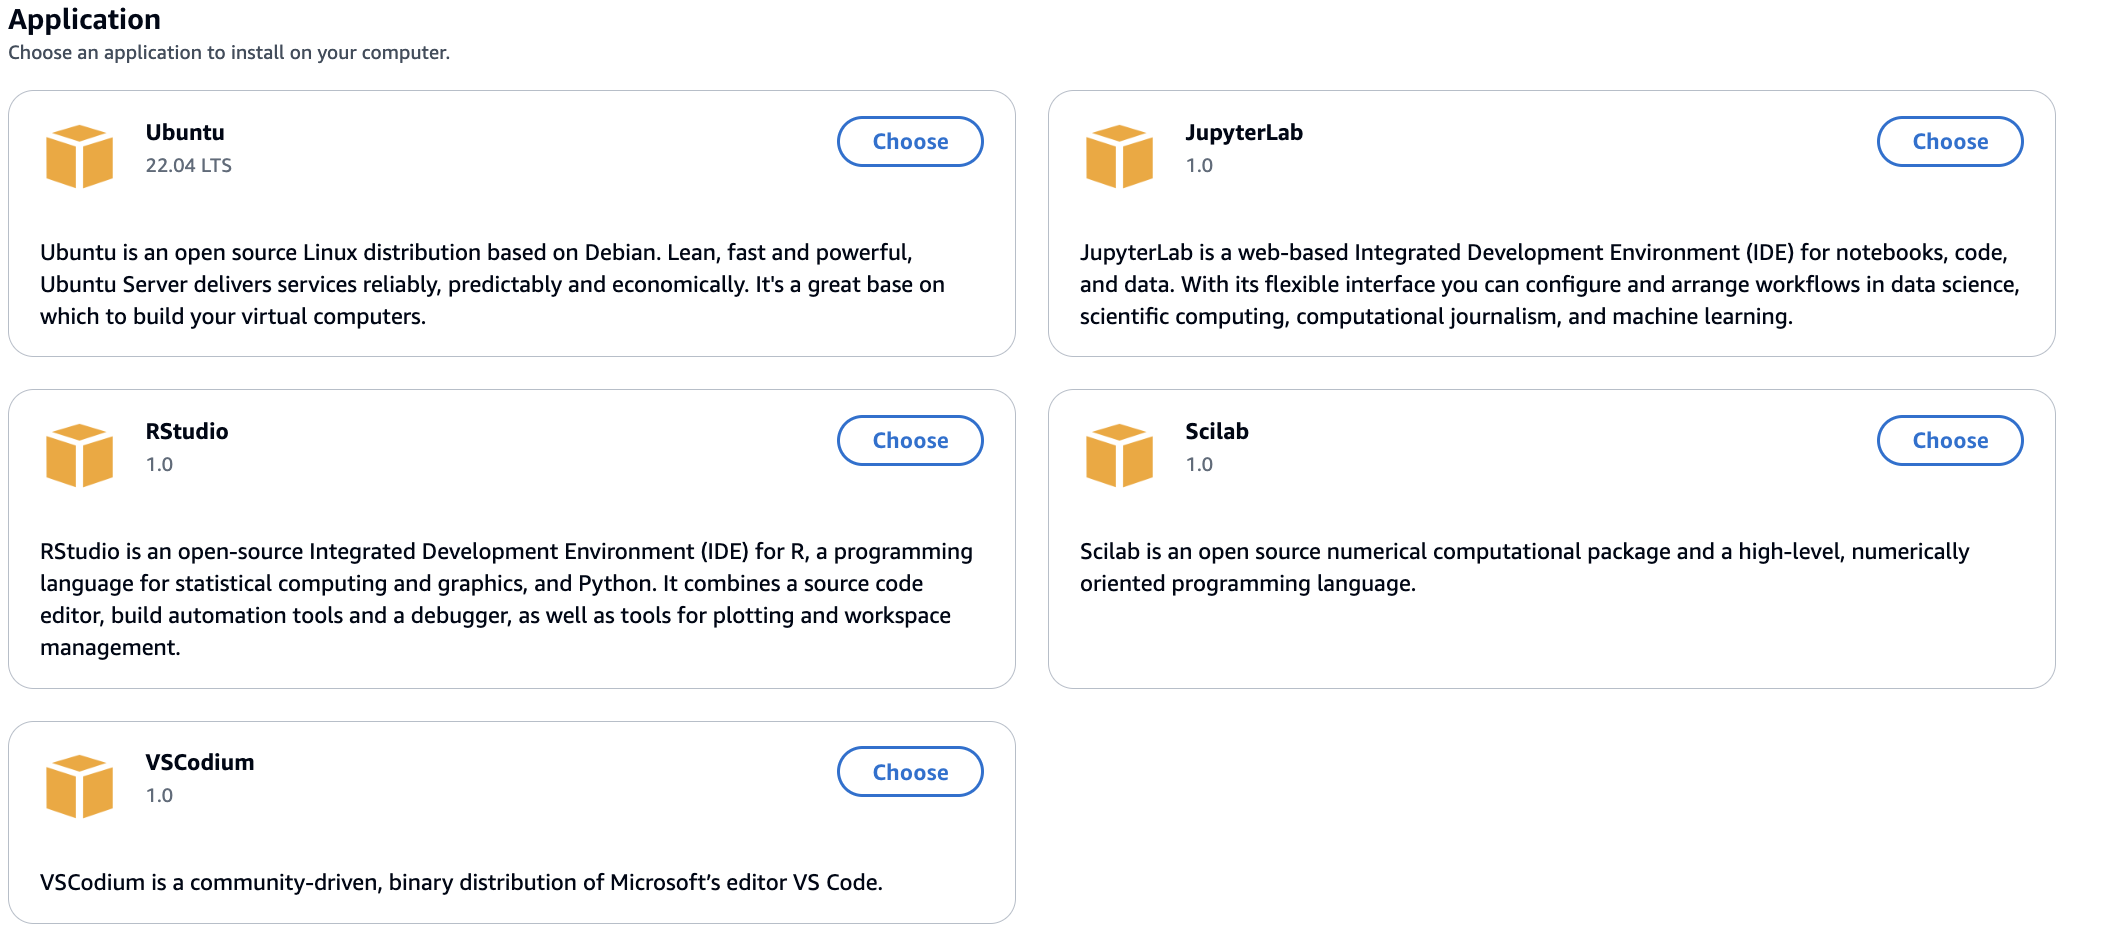 Application
Choose an application to install on your computer.
Ubuntu
22.04 LTS
Choose
Ubuntu is an open source Linux distribution based on Debian. Lean, fast and powerful,
Ubuntu Server delivers services reliably, predictably and economically. It's a great base on
which to build your virtual computers.
JupyterLab
1.0
Choose
JupyterLab is a web-based Integrated Development Environment (IDE) for notebooks, code,
and data. With its flexible interface you can configure and arrange workflows in data science,
scientific computing, computational journalism, and machine learning.
RStudio
1.0
Choose
RStudio is an open-source Integrated Development Environment (IDE) for R, a programming
language for statistical computing and graphics, and Python. It combines a source code
editor, build automation tools and a debugger, as well as tools for plotting and workspace
management.
Scilab
1.0
Choose
Scilab is an open source numerical computational package and a high-level, numerically
oriented programming language.
VSCodium
1.0
Choose
VSCodium is a community-driven, binary distribution of Microsoft’s editor VS Code.